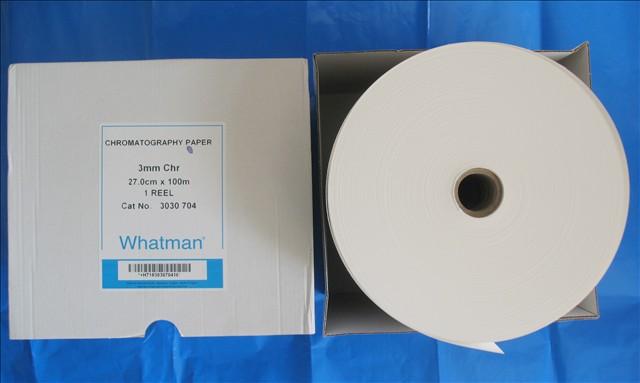 CHROMATOGRAPHY PAPER
3mm Chr
27.0cm x 100m
1 REEL
Cat No. 3030 704
Whatman®